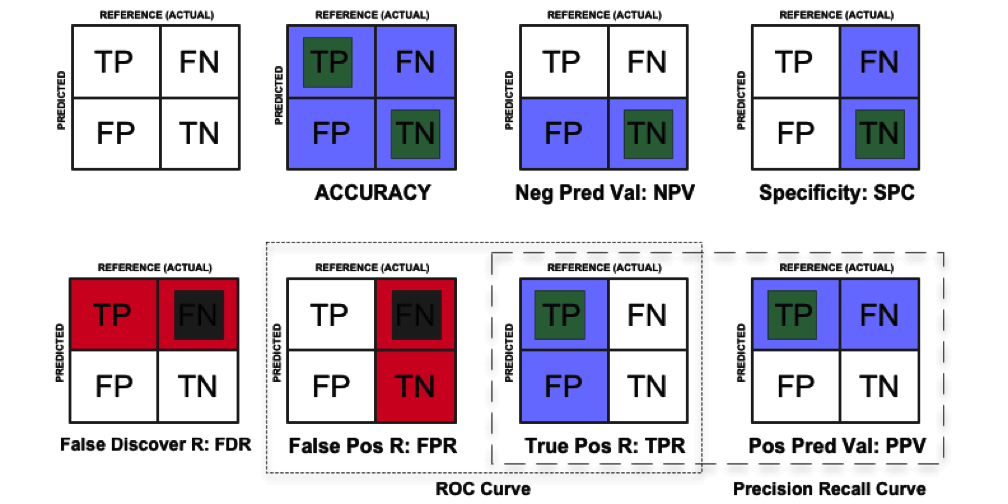 REFERENCE (ACTUAL)
PREDICTED
TP FN
FP TN
REFERENCE (ACTUAL)
PREDICTED
TP FN
FP TN
ACCURACY
REFERENCE (ACTUAL)
PREDICTED
TP FN
FP TN
Neg Pred Val: NPV
REFERENCE (ACTUAL)
PREDICTED
TP FN
FP TN
Specificity: SPC
REFERENCE (ACTUAL)
PREDICTED
TP FN
FP TN
False Discover R: FDR
REFERENCE (ACTUAL)
PREDICTED
TP FN
FP TN
False Pos R: FPR
REFERENCE (ACTUAL)
PREDICTED
TP FN
FP TN
True Pos R: TPR
REFERENCE (ACTUAL)
PREDICTED
TP FN
FP TN
Pos Pred Val: PPV
ROC Curve
Precision Recall Curve